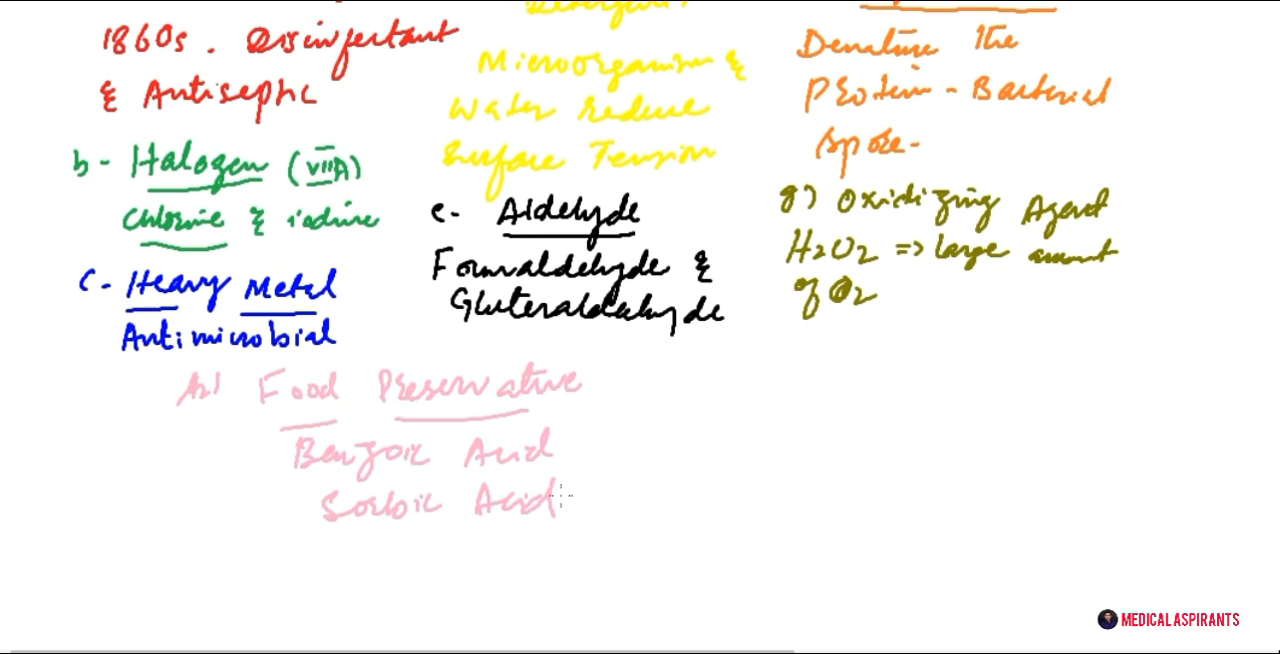 1860s. Disinfectant
& Antiseptic
b- Halogen (VIIA)
Chlorine & iodine
C- Heavy Metal
Antimicrobial
Microorganism &
Water reduce
Surface Tension
e- Aldehyde
Formaldehyde &
Gluteraldehyde
Denature the
Protein - Bacterial
Spore-
g) Oxidizing Agent
H2O2 => large amount
of O2
h) Food Preservative
Benzoic Acid
Sorbic Acid
MEDICAL ASPIRANTS